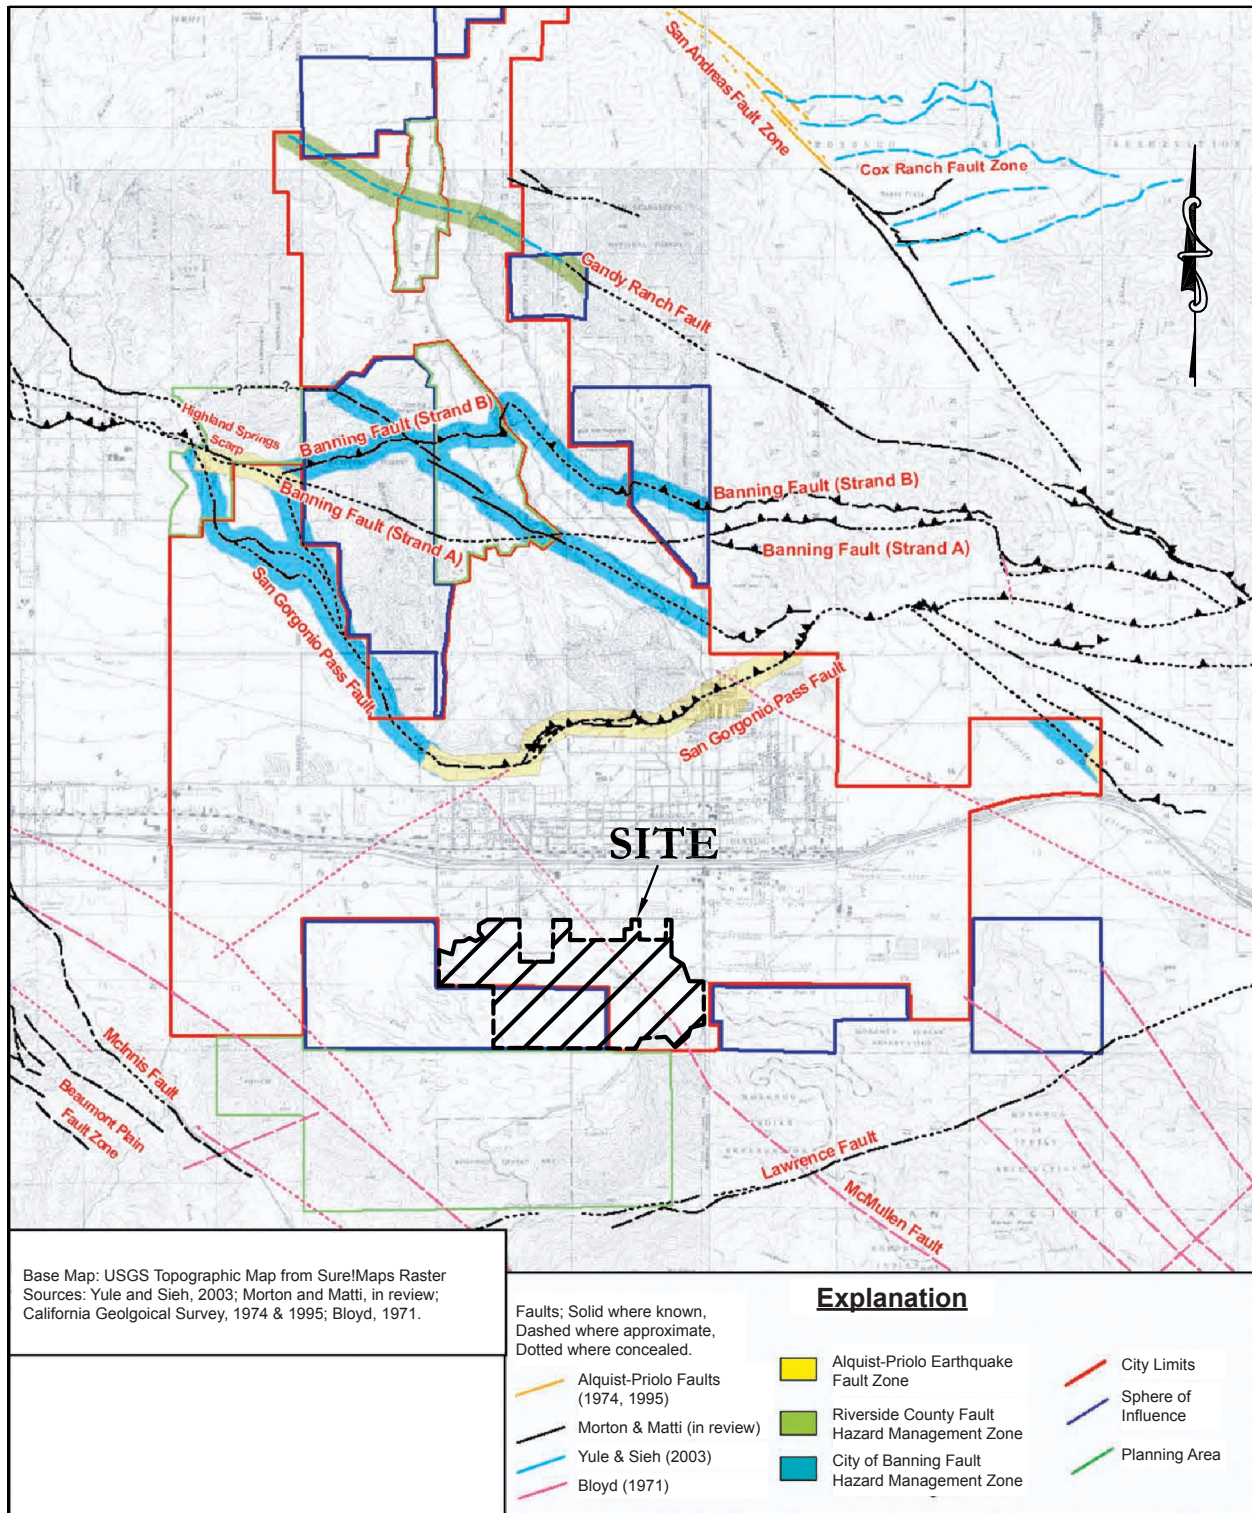 San Andreas Fault Zone
Cox Ranch Fault Zone
Gandy Ranch Fault
?
?
Highland Springs
Scarp
Banning Fault (Strand B)
Banning Fault (Strand A)
Banning Fault (Strand B)
Banning Fault (Strand A)
San Gorgonio Pass Fault
San Gorgonio Pass Fault
SITE
McInnis Fault
Beaumont Plain
Fault Zone
Lawrence Fault
McMullen Fault
Base Map: USGS Topographic Map from Sure!Maps Raster
Sources: Yule and Sieh, 2003; Morton and Matti, in review;
California Geolgoical Survey, 1974 & 1995; Bloyd, 1971.
Explanation
Faults; Solid where known,
Dashed where approximate,
Dotted where concealed.
Alquist-Priolo Faults
(1974, 1995)
Morton & Matti (in review)
Yule & Sieh (2003)
Bloyd (1971)
Alquist-Priolo Earthquake
Fault Zone
Riverside County Fault
Hazard Management Zone
City of Banning Fault
Hazard Management Zone
City Limits
Sphere of
Influence
Planning Area